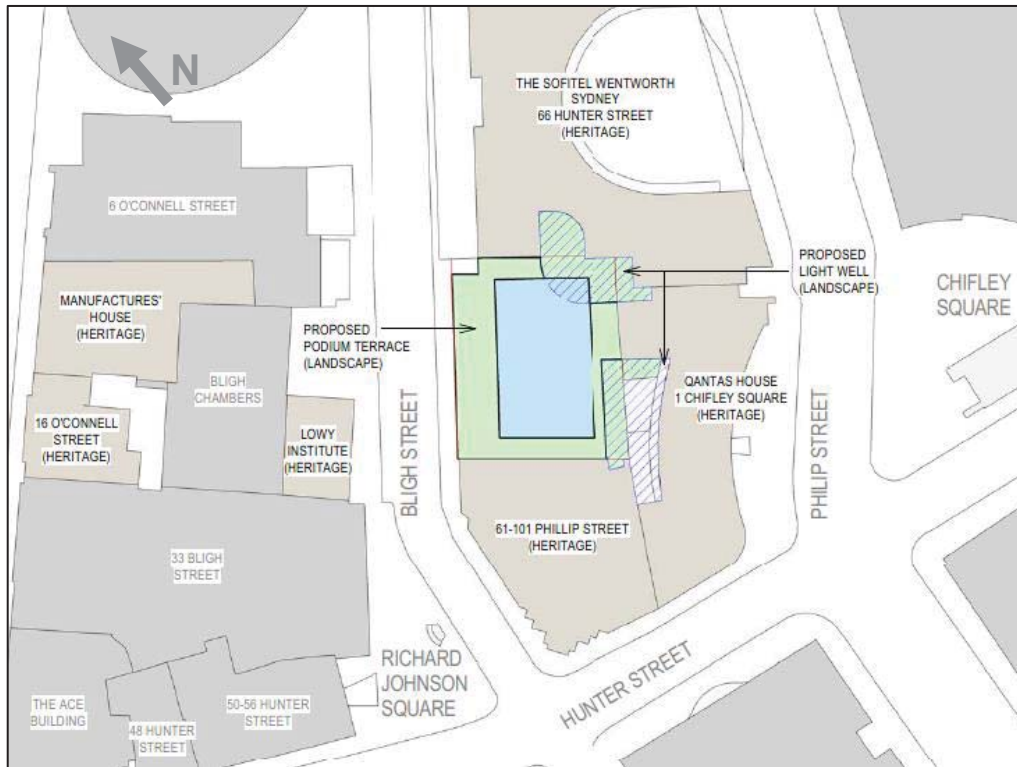 N
THE SOFITEL WENTWORTH
SYDNEY
66 HUNTER STREET
(HERITAGE)
6 O'CONNELL STREET
PROPOSED
LIGHT WELL
(LANDSCAPE)
CHIFLEY
SQUARE
MANUFACTURES'
HOUSE
(HERITAGE)
PROPOSED
PODIUM TERRACE
(LANDSCAPE)
BLIGH
CHAMBERS
QANTAS HOUSE
1 CHIFLEY SQUARE
(HERITAGE)
16 O'CONNELL
STREET
(HERITAGE)
LOWY
INSTITUTE
(HERITAGE)
BLIGH STREET
PHILIP STREET
61-101 PHILLIP STREET
(HERITAGE)
33 BLIGH
STREET
RICHARD
JOHNSON
SQUARE
HUNTER STREET
THE ACE
BUILDING
48 HUNTER
STREET
50-56 HUNTER
STREET